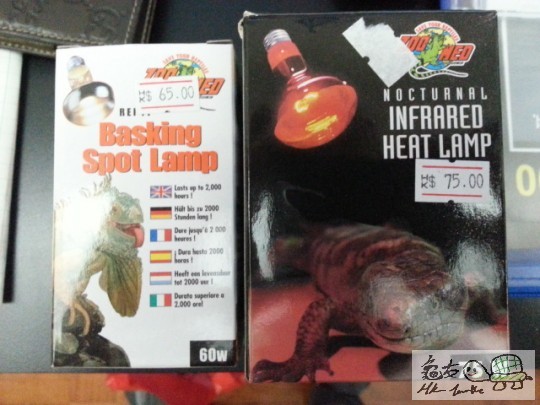 ZOO MED
HK$ 65.00
Basking
Spot Lamp
Lasts up to 2,000
hours !
Hält bis zu 2000
Stunden lang !
Dure jusqu'à 2 000
heures !
¡ Dura hasta 2000
horas !
Heeft een levensduur
tot 2000 uur !
Durata superiore a
2.000 ore!
60W
ZOO MED
NOCTURNAL
INFRARED
HEAT LAMP
HK$ 75.00